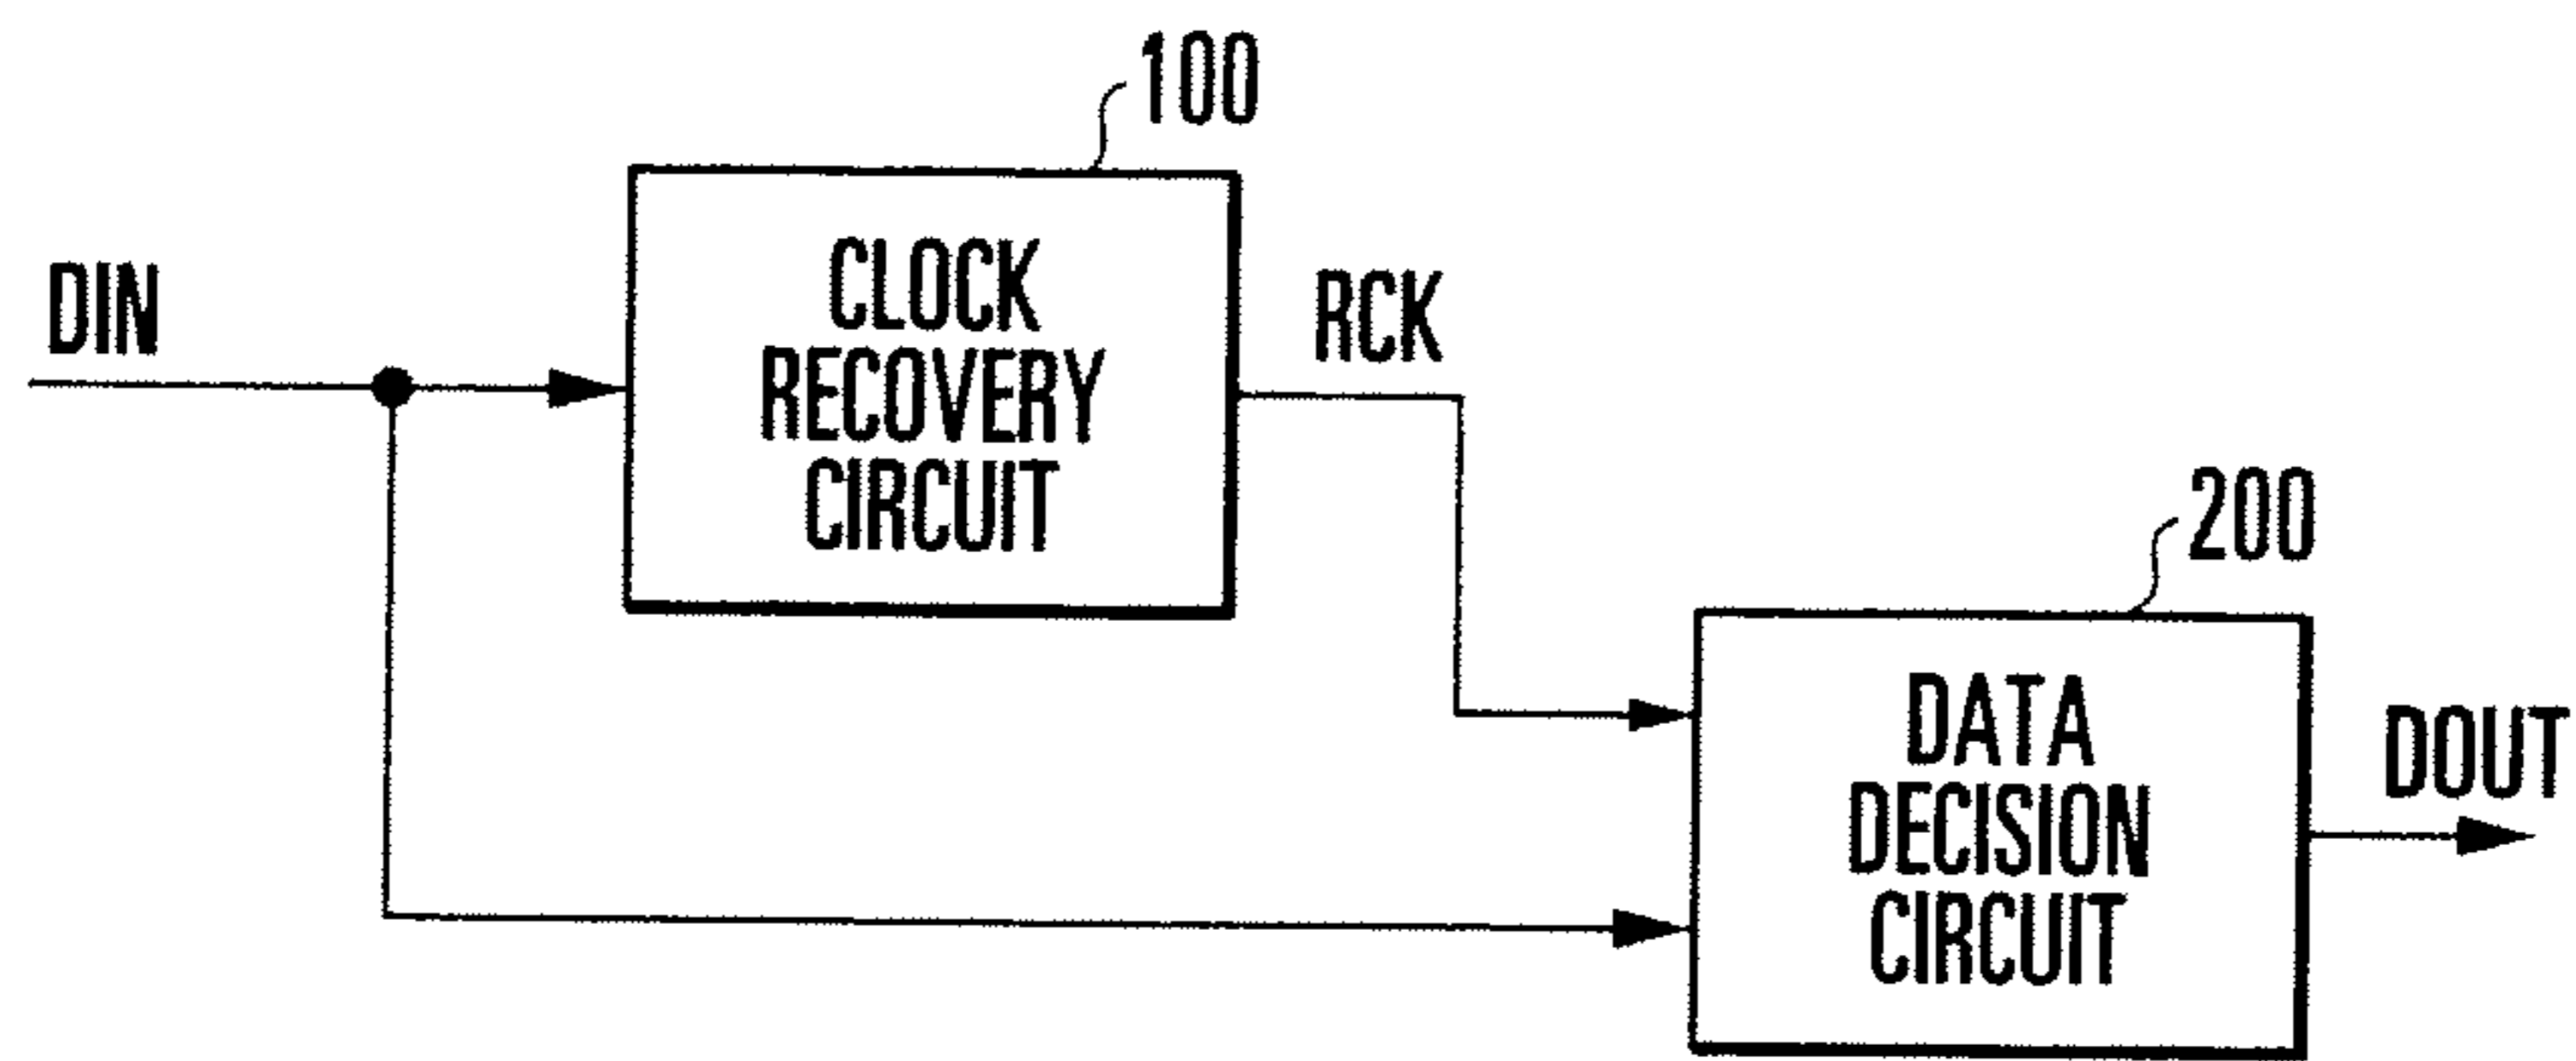 100
DIN
CLOCK
RECOVERY
CIRCUIT
RCK
200
DATA
DECISION
CIRCUIT
DOUT